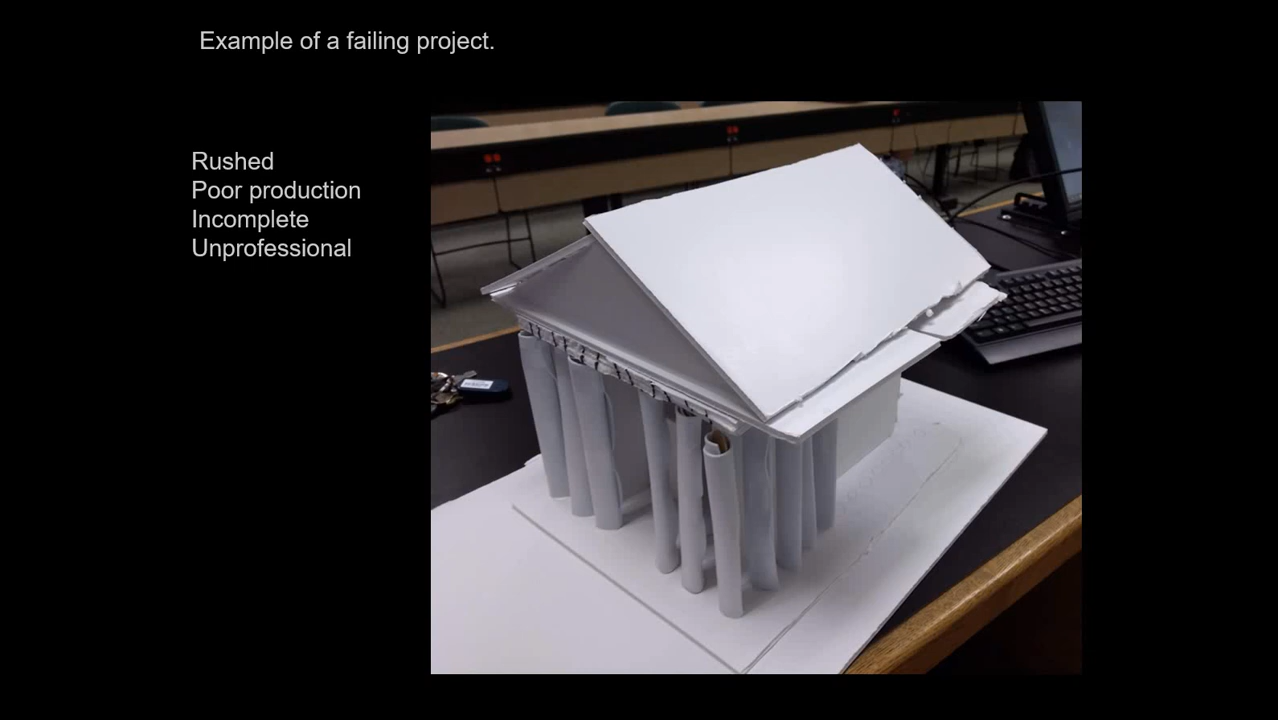 Example of a failing project.
Rushed
Poor production
Incomplete
Unprofessional